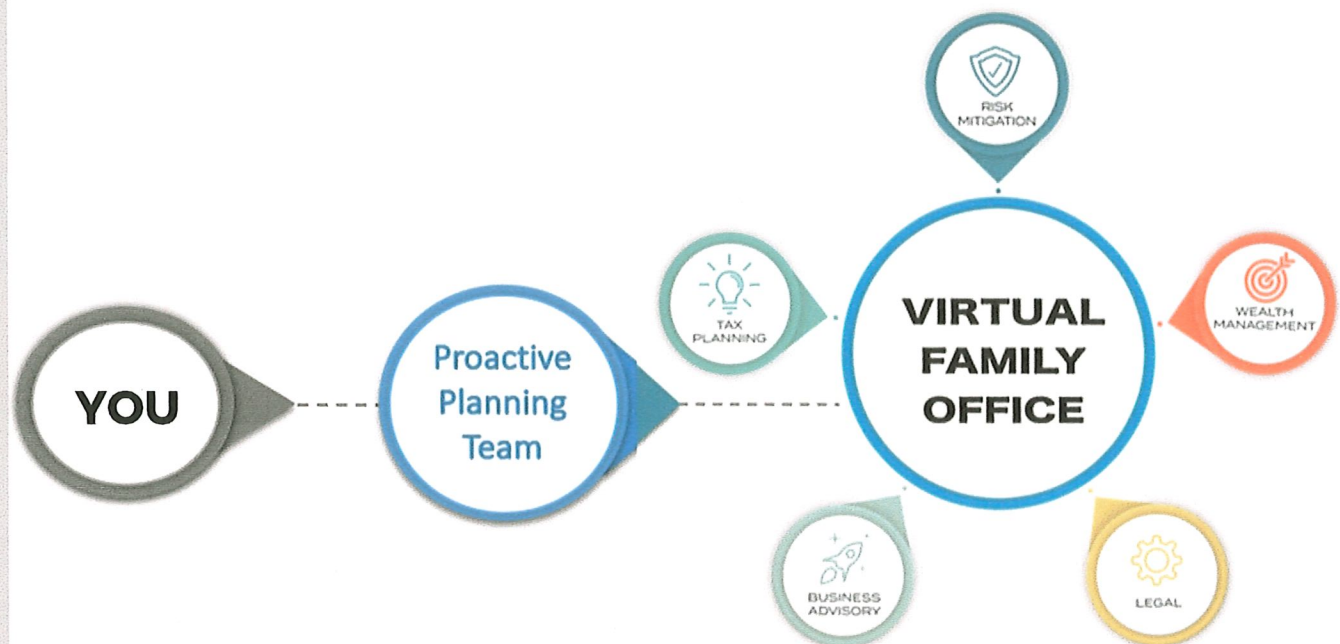 YOU
Proactive
Planning
Team
TAX
PLANNING
RISK
MITIGATION
VIRTUAL
FAMILY
OFFICE
WEALTH
MANAGEMENT
BUSINESS
ADVISORY
LEGAL